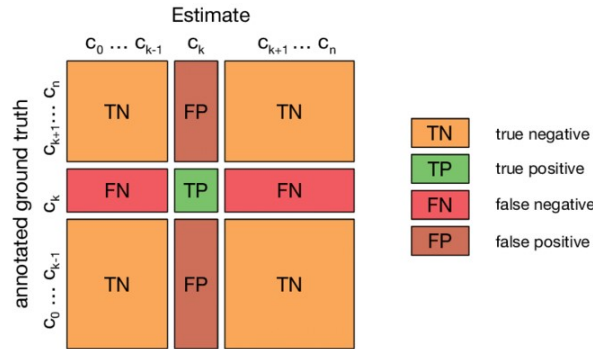 Estimate
c0 … ck-1 ck ck+1 … cn
annotated ground truth
ck+1… cn
ck
c0 … ck-1
TN FP TN
FN TP FN
TN FP TN
TN true negative
TP true positive
FN false negative
FP false positive